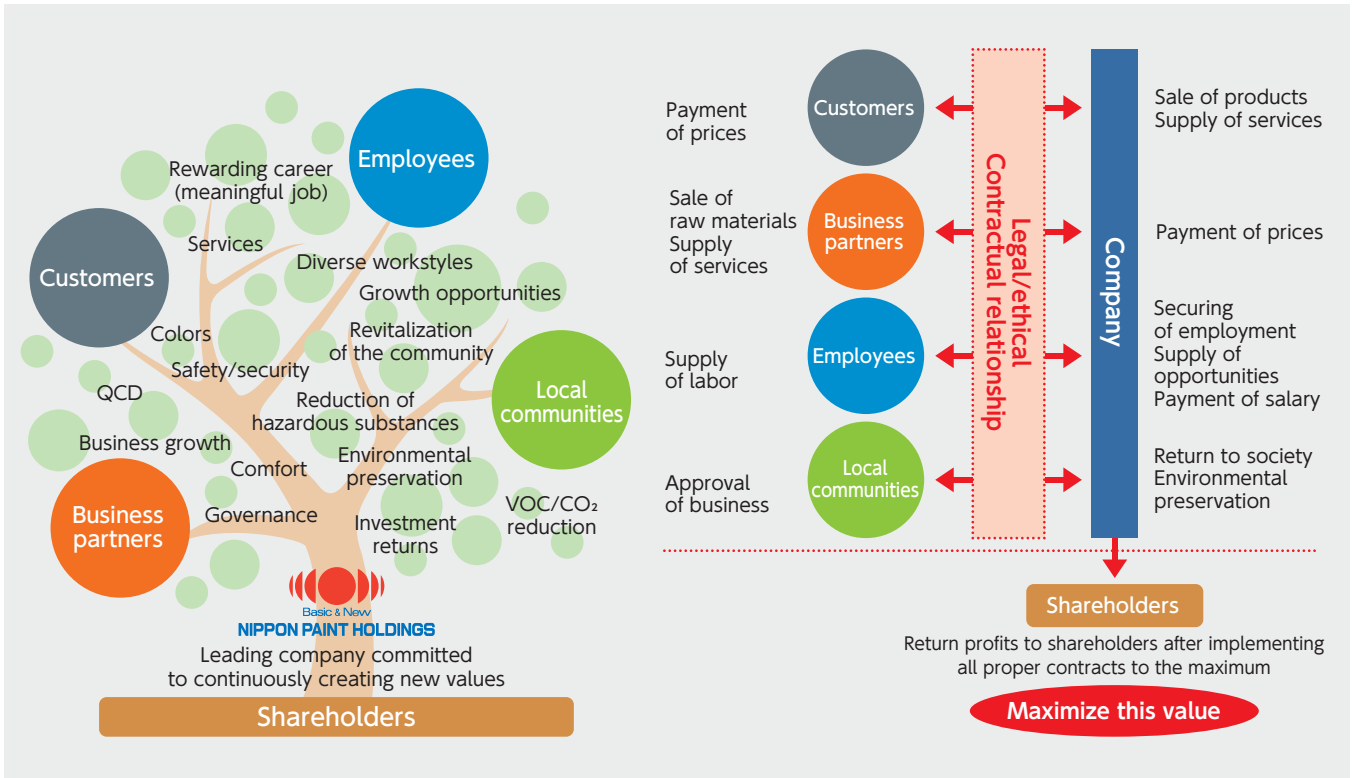 Employees
Rewarding career
(meaningful job)
Services
Customers
Diverse workstyles
Growth opportunities
Colors
Revitalization
of the community
Safety/security
QCD
Reduction of
hazardous substances
Local
communities
Business growth
Comfort
Environmental
preservation
Business
partners
Governance
Investment
returns
VOC/CO₂
reduction
Basic & New
NIPPON PAINT HOLDINGS
Leading company committed
to continuously creating new values
Shareholders
Payment
of prices
Customers
Sale of products
Supply of services
Sale of
raw materials
Supply
of services
Business
partners
Payment of prices
Supply
of labor
Employees
Securing
of employment
Supply of
opportunities
Payment of salary
Approval
of business
Local
communities
Return to society
Environmental
preservation
Legal/ethical
Contractual relationship
Company
Shareholders
Return profits to shareholders after implementing
all proper contracts to the maximum
Maximize this value